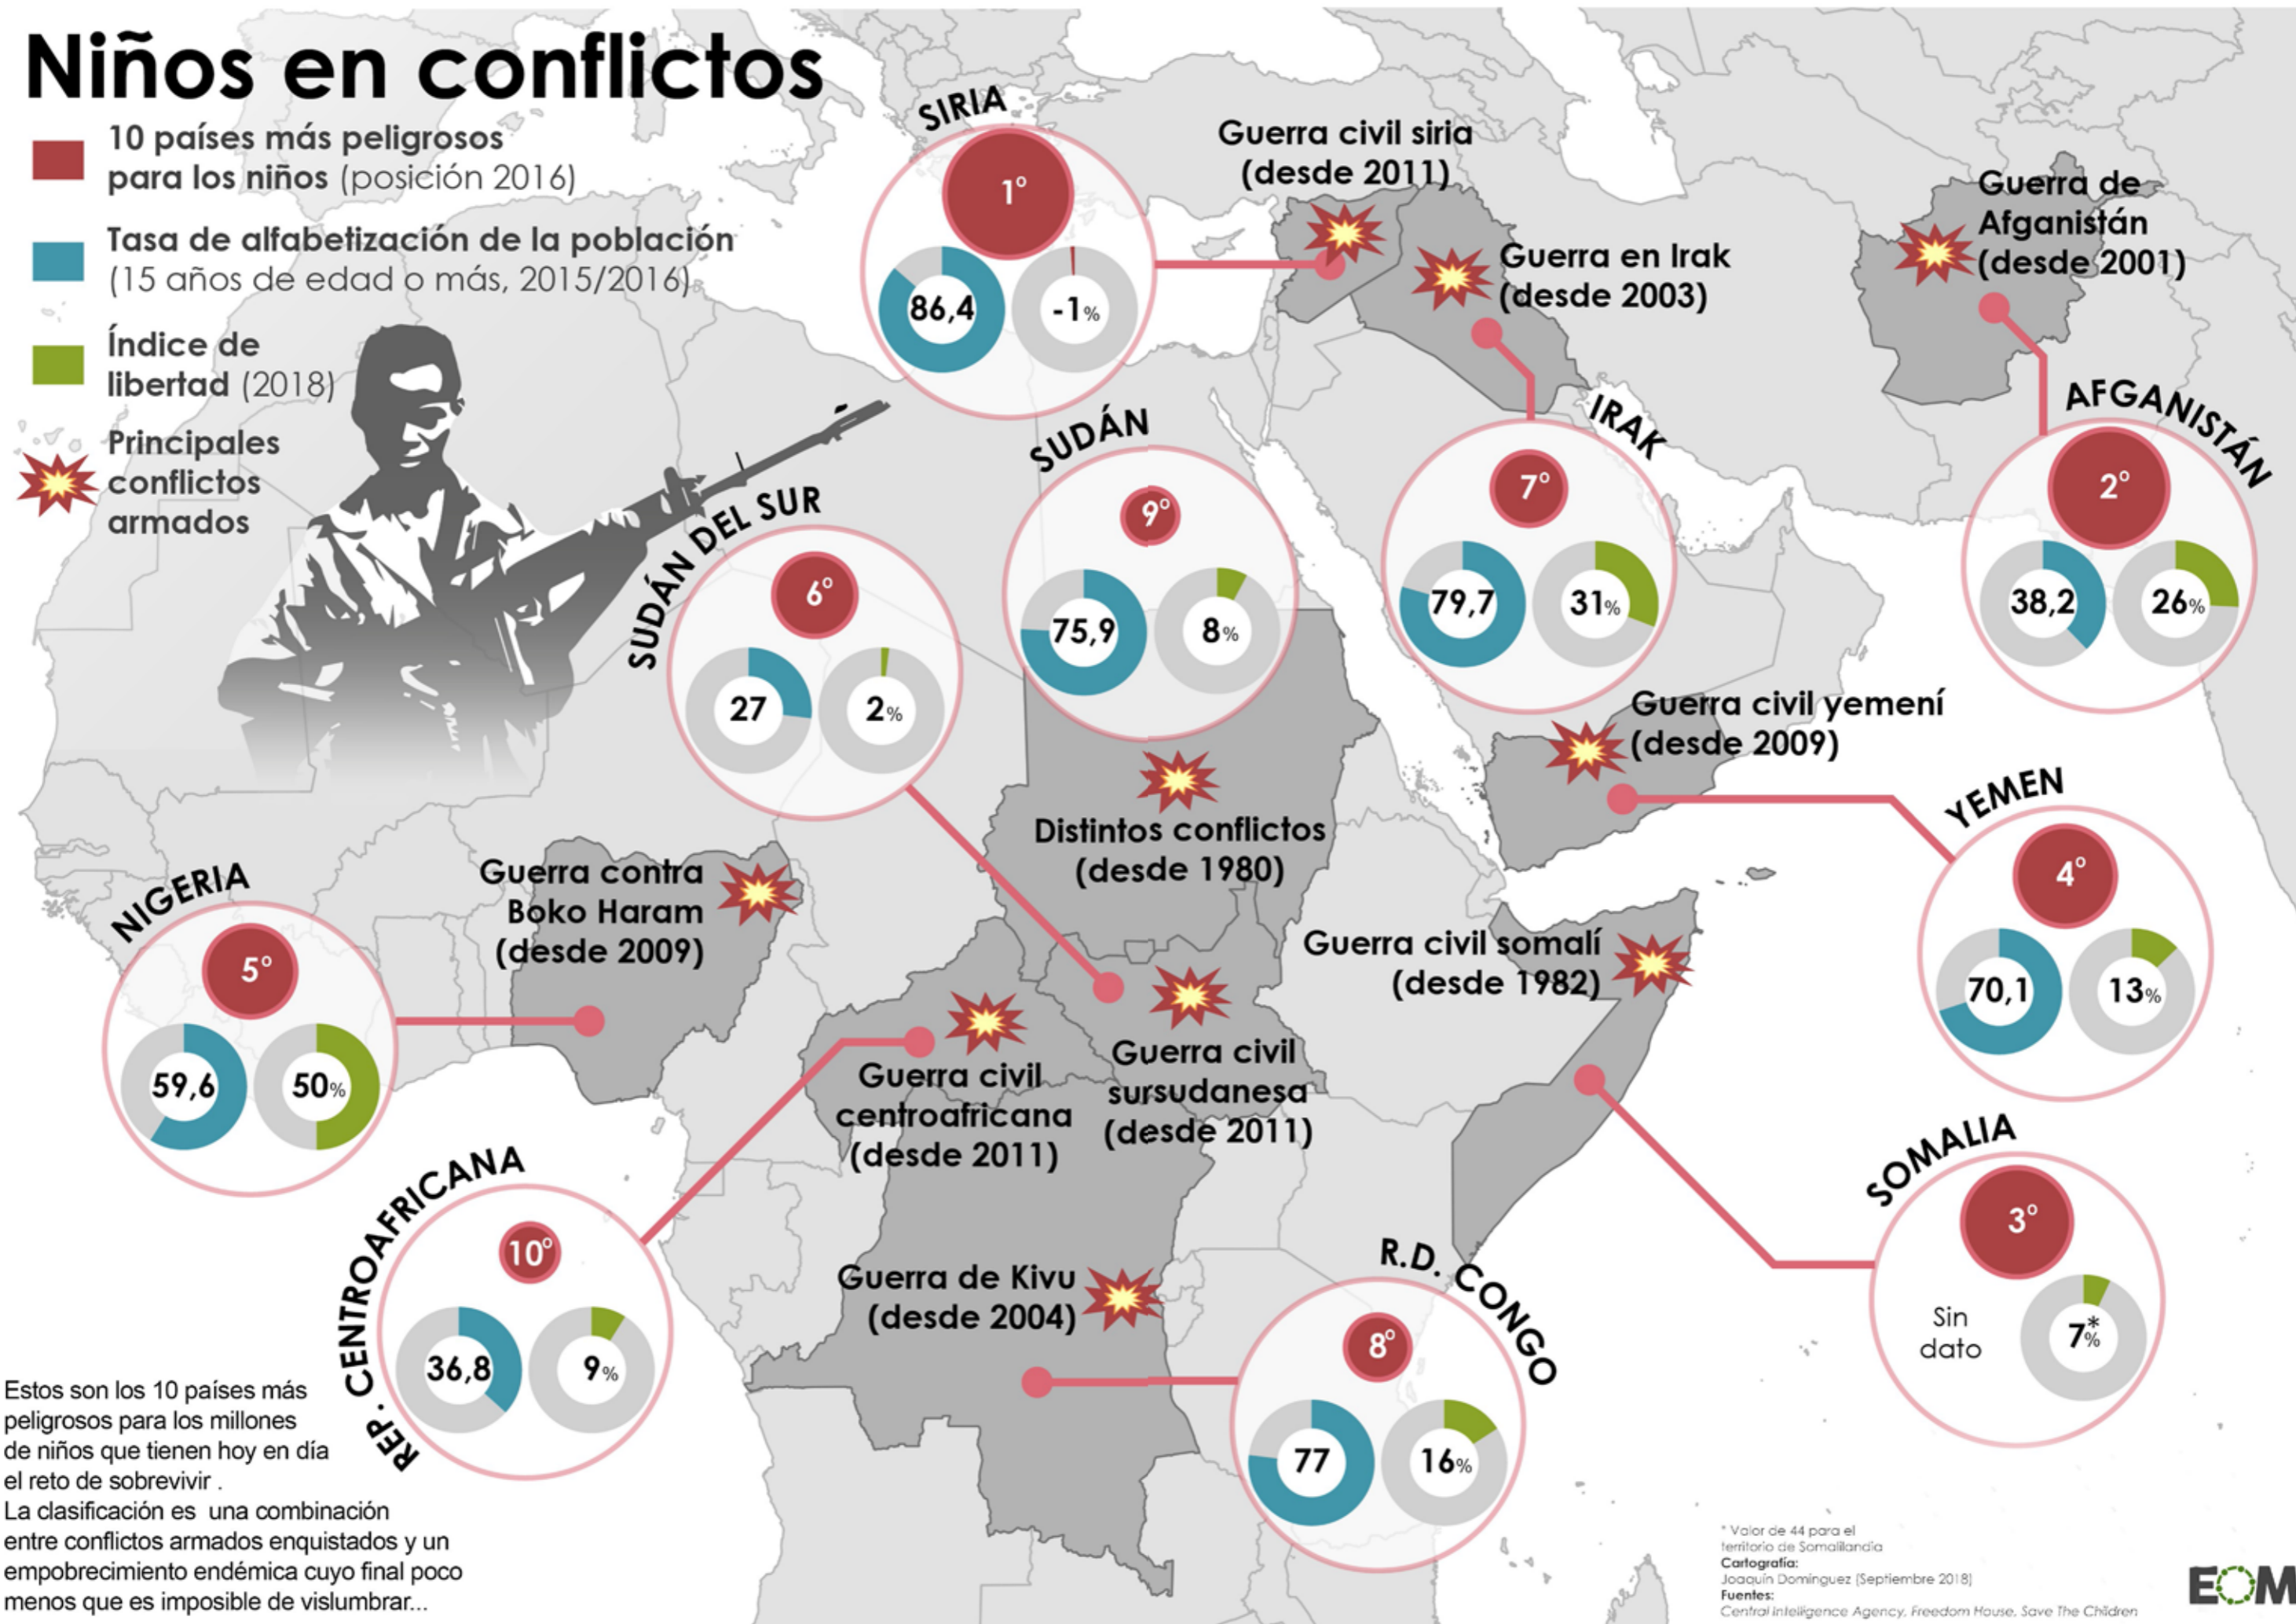 Niños en conflictos
10 países más peligrosos
para los niños (posición 2016)
Tasa de alfabetización de la población
(15 años de edad o más, 2015/2016)
Índice de
libertad (2018)
Principales
conflictos
armados
SIRIA
1º
86,4
-1%
Guerra civil siria
(desde 2011)
Guerra en Irak
(desde 2003)
Guerra de
Afganistán
(desde 2001)
SUDÁN
9º
75,9
8%
IRAK
7º
79,7
31%
AFGANISTÁN
2º
38,2
26%
SUDÁN DEL SUR
6º
27
2%
Guerra civil yemení
(desde 2009)
Distintos conflictos
(desde 1980)
YEMEN
4º
70,1
13%
NIGERIA
5º
59,6
50%
Guerra contra
Boko Haram
(desde 2009)
Guerra civil somalí
(desde 1982)
Guerra civil
centroafricana
(desde 2011)
Guerra civil
sursudanesa
(desde 2011)
SOMALIA
3º
Sin
dato
7%*
REP. CENTROAFRICANA
10º
36,8
9%
Guerra de Kivu
(desde 2004)
R.D. CONGO
8º
77
16%
Estos son los 10 países más
peligrosos para los millones
de niños que tienen hoy en día
el reto de sobrevivir .
La clasificación es una combinación
entre conflictos armados enquistados y un
empobrecimiento endémica cuyo final poco
menos que es imposible de vislumbrar...
* Valor de 44 para el
territorio de Somalilandia
Cartografía:
Joaquín Domínguez (Septiembre 2018)
Fuentes:
Central Intelligence Agency, Freedom House, Save The Children
EOM